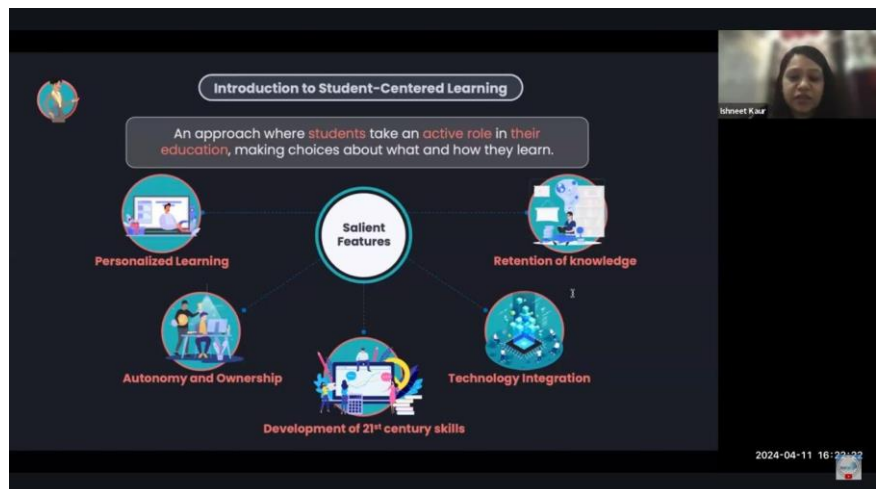 Introduction to Student-Centered Learning
An approach where students take an active role in their
education, making choices about what and how they learn.
Salient
Features
Personalized Learning
Retention of knowledge
Autonomy and Ownership
Technology Integration
Development of 21st century skills
Ishneet Kaur
2024-04-11 16:22:22